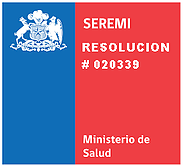 SEREMI
RESOLUCION
# 020339
Ministerio de
Salud